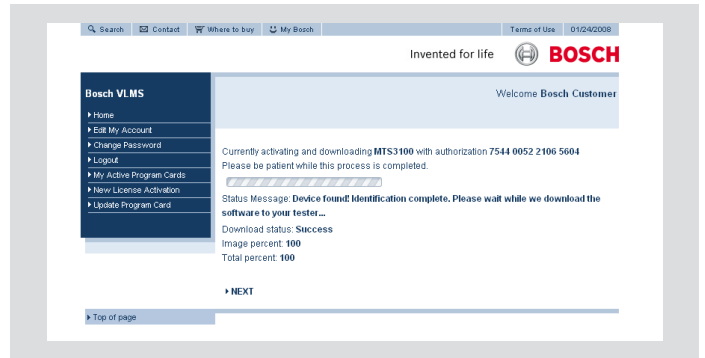 Search Contact Where to buy My Bosch Terms of Use 01/24/2008
Invented for life BOSCH
Bosch VLMS
Welcome Bosch Customer
Home
Edit My Account
Change Password
Logout
My Active Program Cards
New License Activation
Update Program Card
Currently activating and downloading MTS3100 with authorization 7544 0052 2106 5604
Please be patient while this process is completed.
Status Message: Device found! Identification complete. Please wait while we download the
software to your tester...
Download status: Success
Image percent: 100
Total percent: 100
NEXT
Top of page